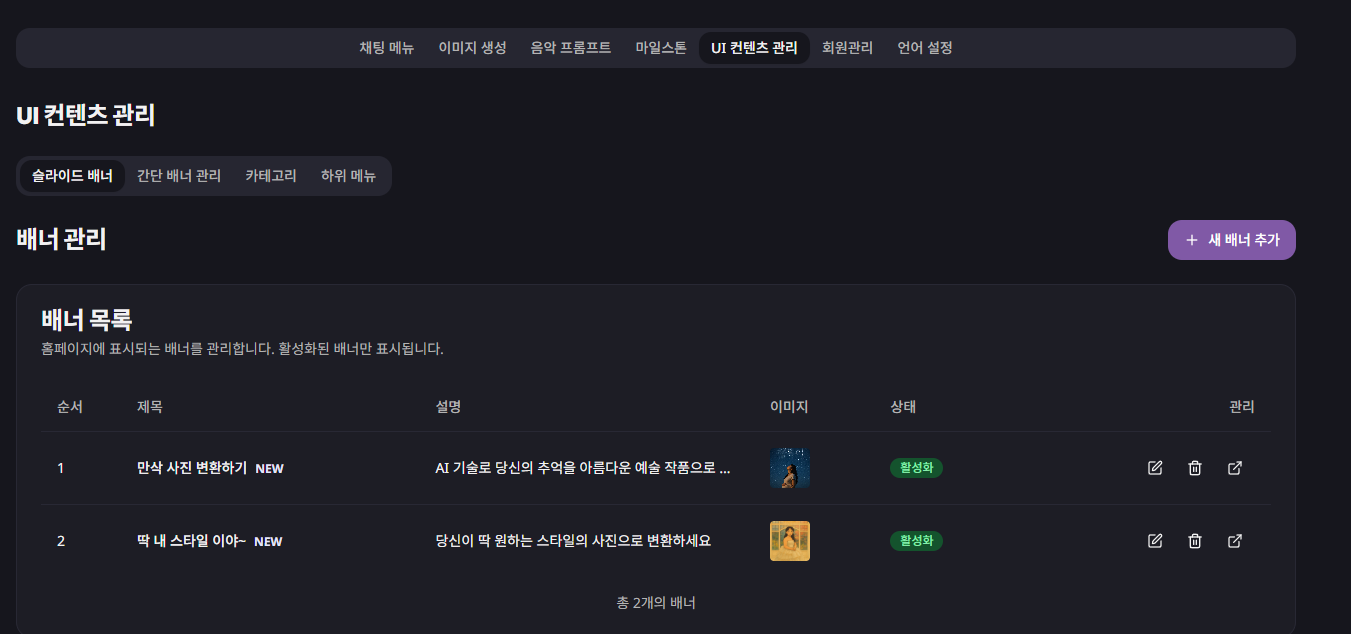 채팅 메뉴 이미지 생성 음악 프롬프트 마일스톤 UI 컨텐츠 관리 회원관리 언어 설정
UI 컨텐츠 관리
슬라이드 배너 간단 배너 관리 카테고리 하위 메뉴
배너 관리
+ 새 배너 추가
배너 목록
홈페이지에 표시되는 배너를 관리합니다. 활성화된 배너만 표시됩니다.
순서 제목 설명 이미지 상태 관리
1 만삭 사진 변환하기 NEW AI 기술로 당신의 추억을 아름다운 예술 작품으로 ... 활성화
2 딱 내 스타일 이야~ NEW 당신이 딱 원하는 스타일의 사진으로 변환하세요 활성화
총 2개의 배너